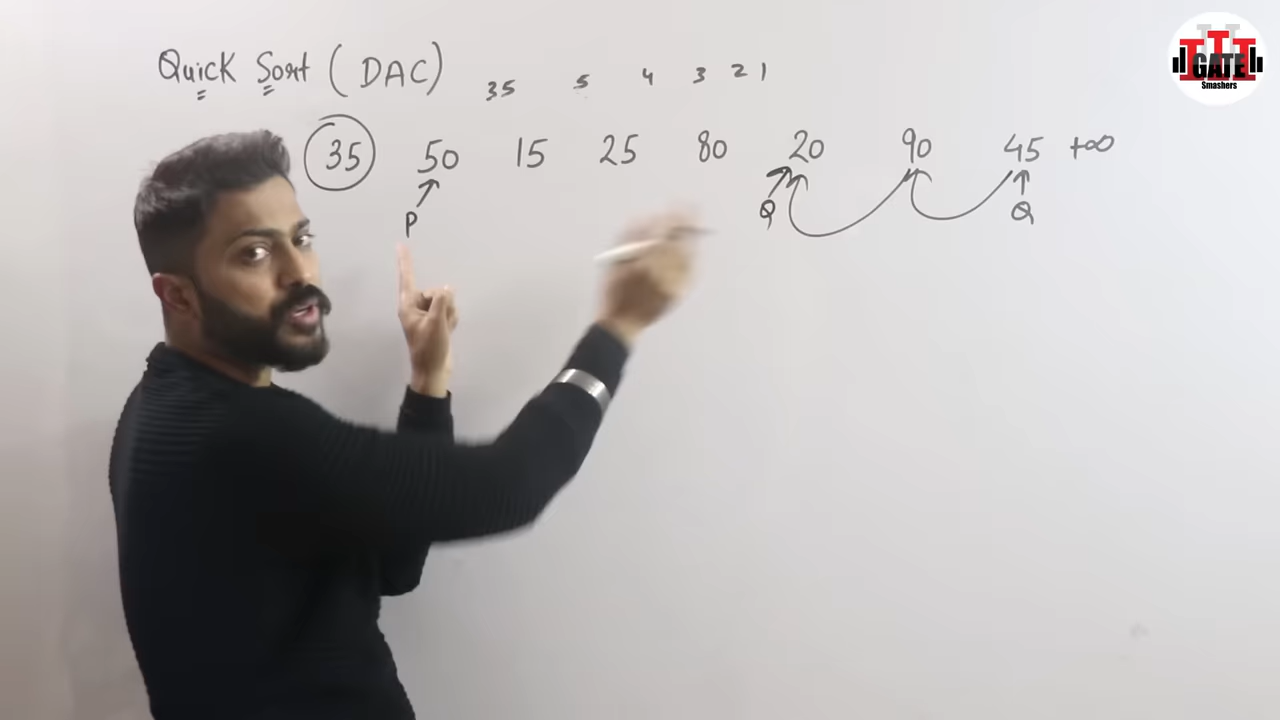 Quick Sort (DAC)
35 5 4 3 2 1
35 50 15 25 80 20 90 45 +∞
P Q Q
GATE
Smashers